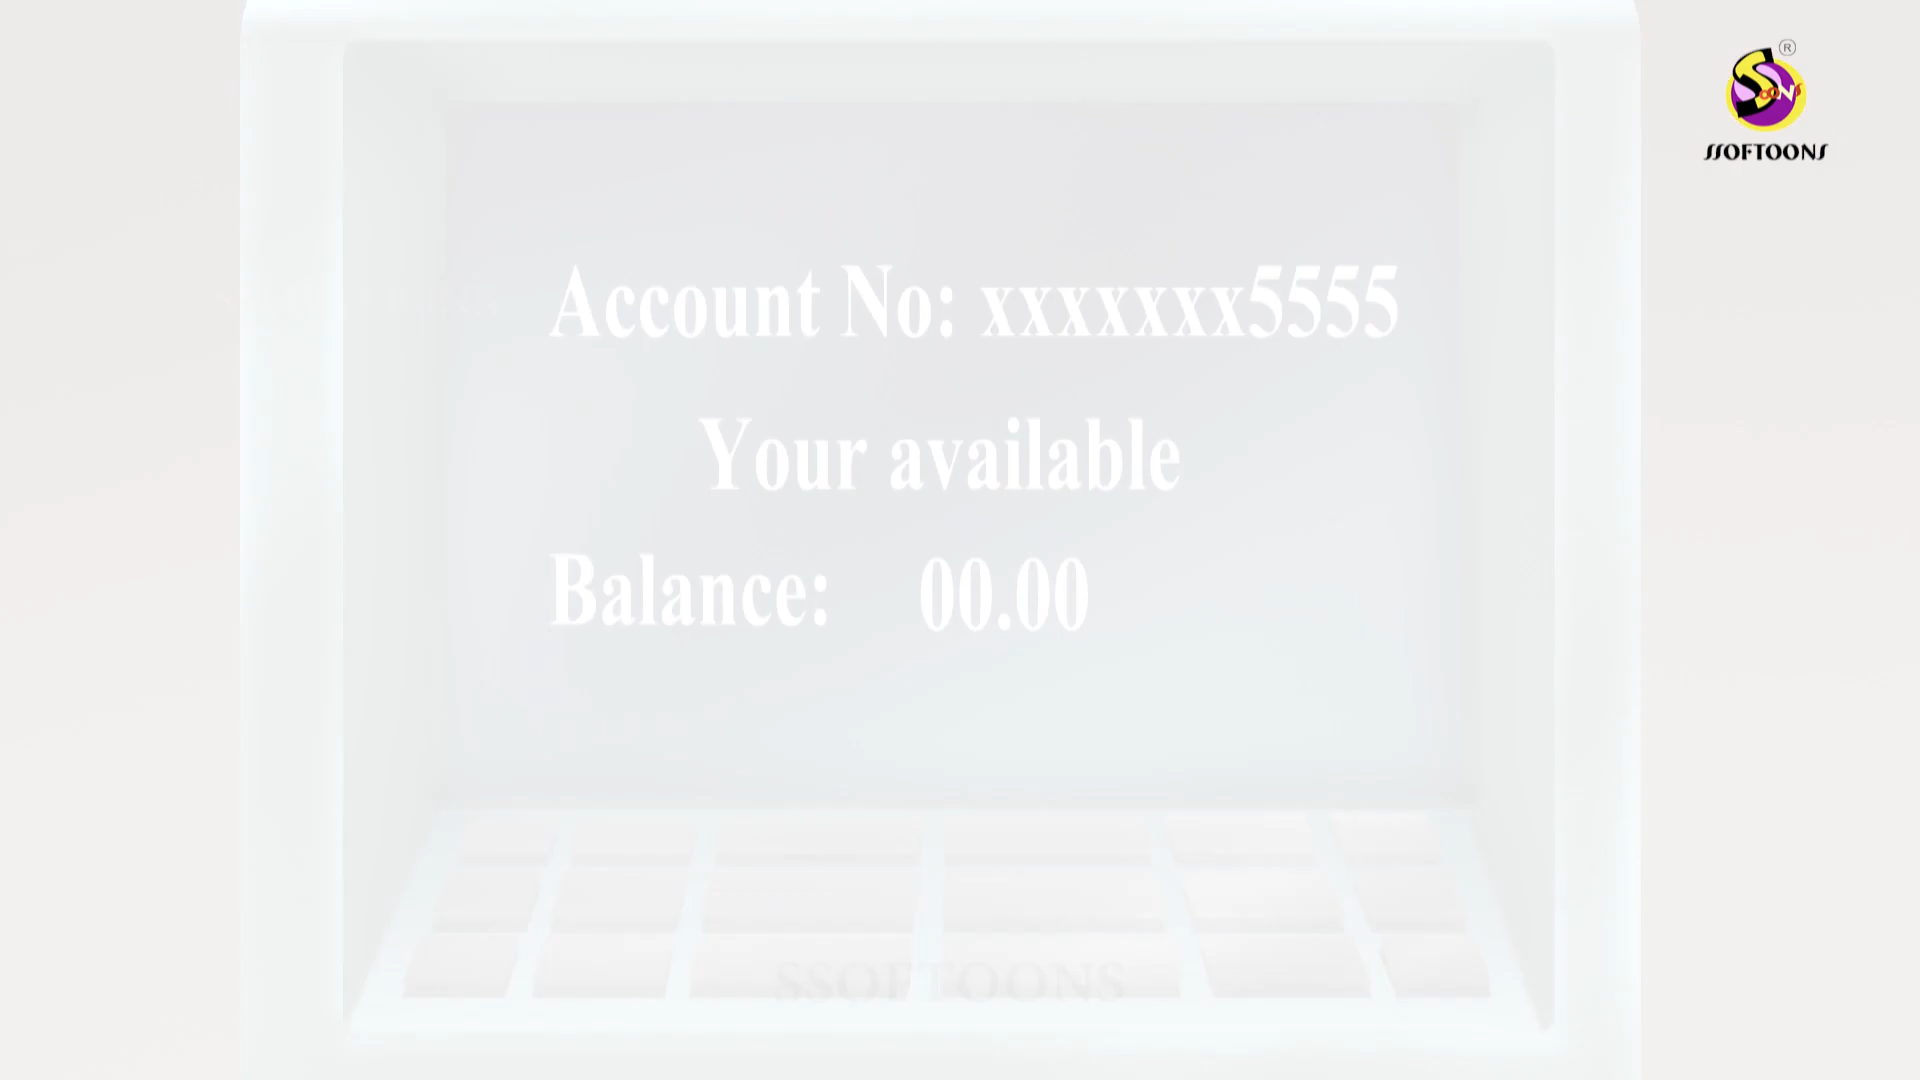 ®
SSOFTOONS
Account No: xxxxxxx5555
Your available
Balance: 00.00
SSOFTOONS